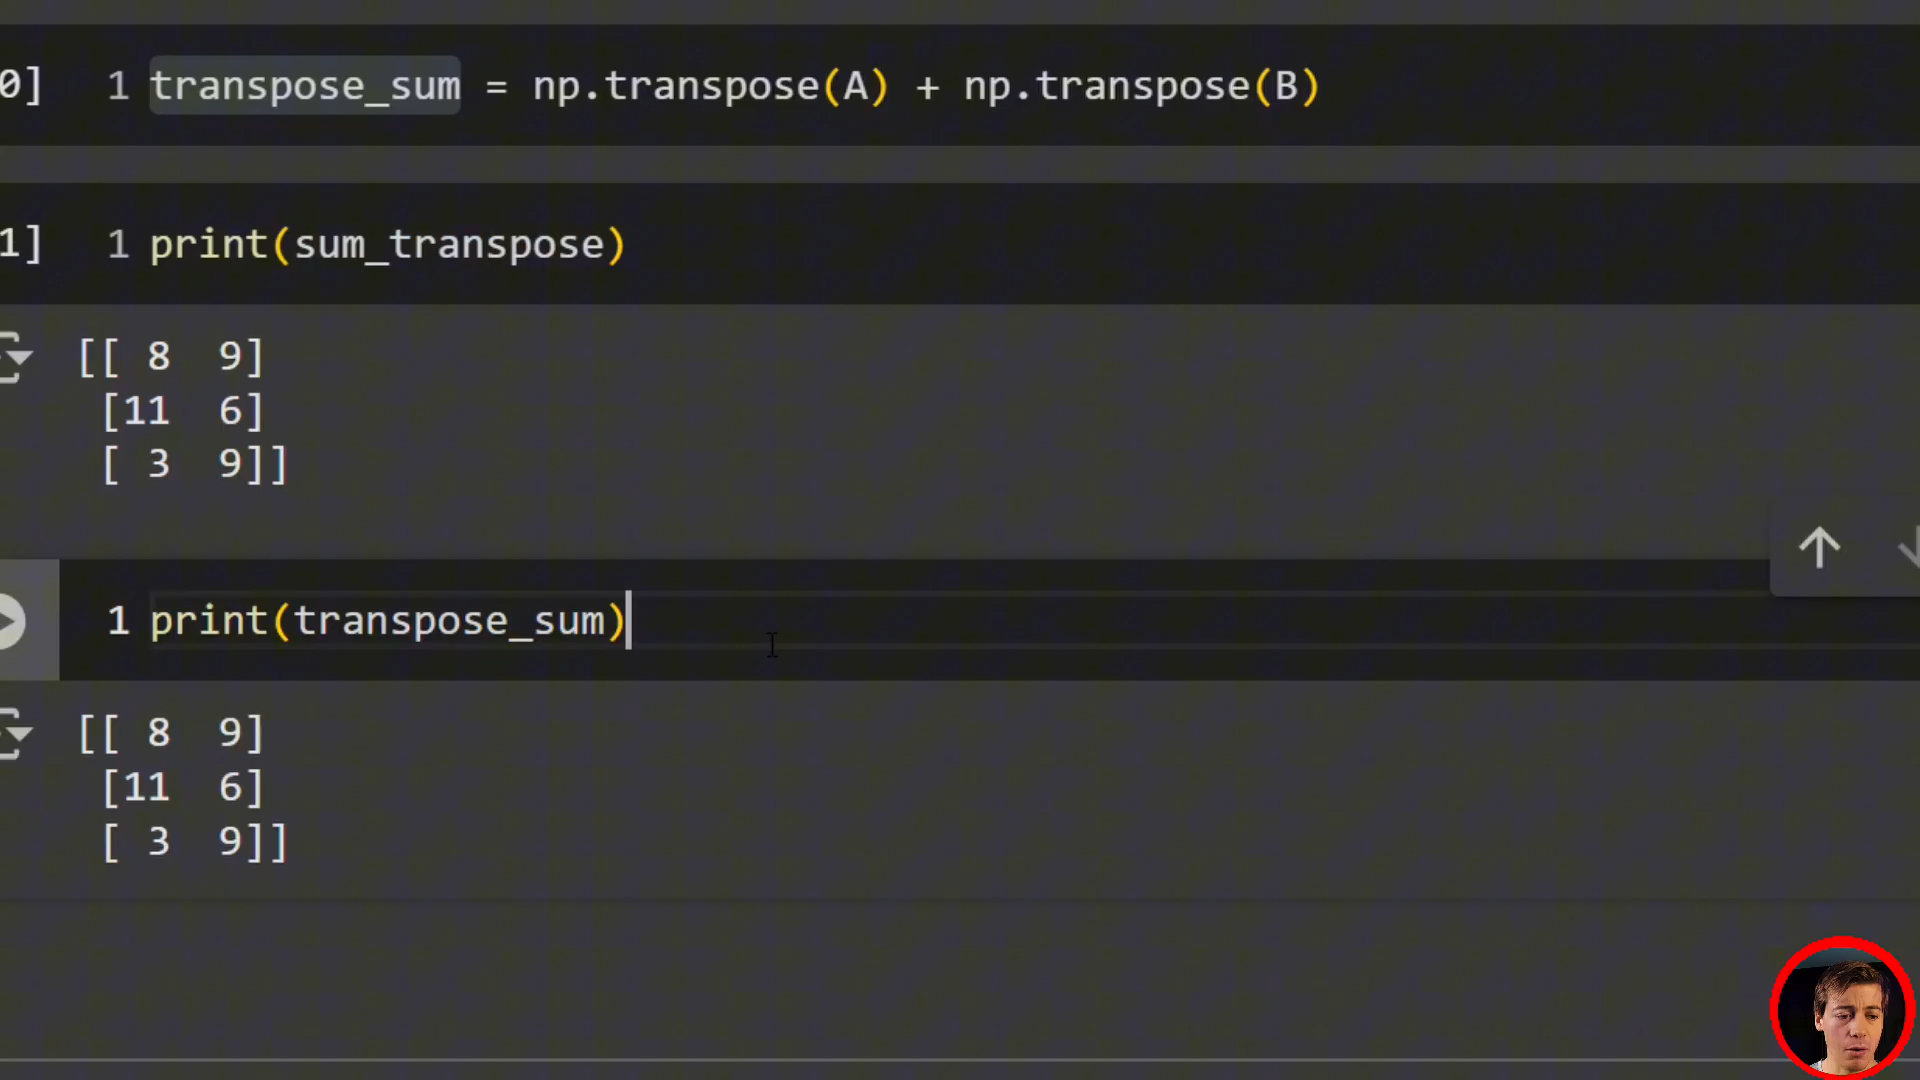 0] 1 transpose_sum = np.transpose(A) + np.transpose(B)
1] 1 print(sum_transpose)
[[ 8  9]
 [11  6]
 [ 3  9]]
1 print(transpose_sum)
[[ 8  9]
 [11  6]
 [ 3  9]]